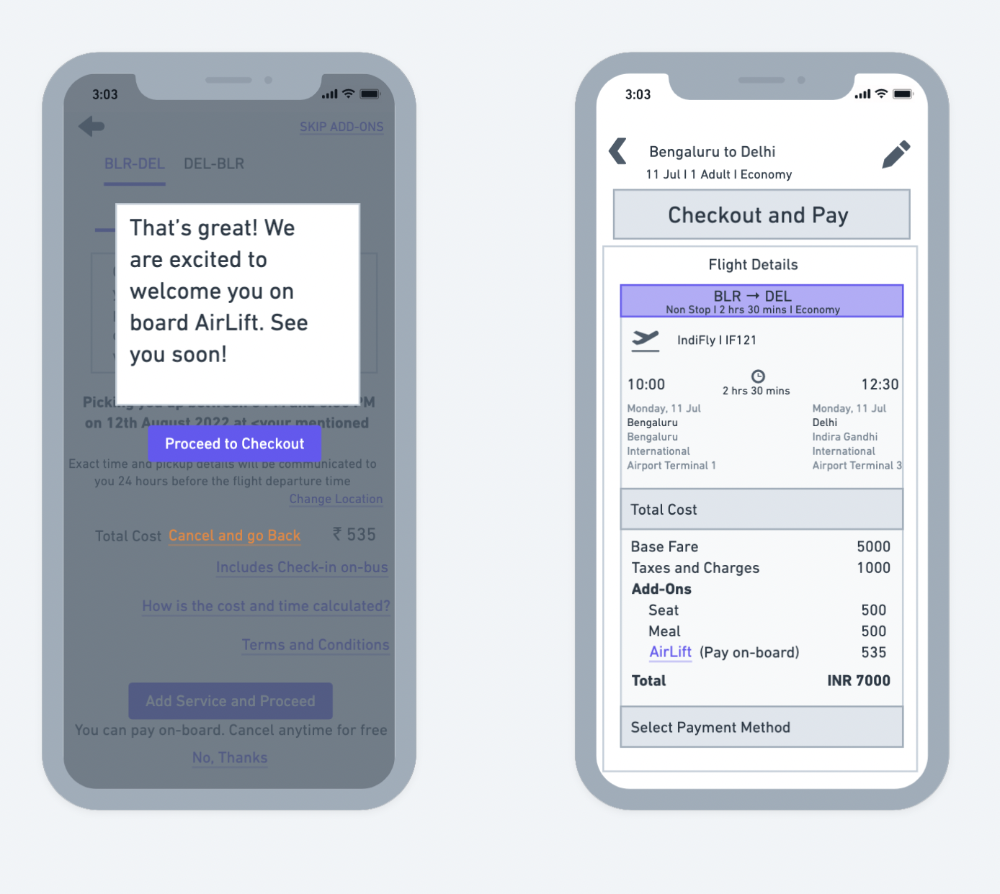 3:03
SKIP ADD-ONS
BLR-DEL DEL-BLR
That's great! We
are excited to
welcome you on
board AirLift. See
you soon!
Picking you up between PM
on 12th August 2022 at <your mentioned
Proceed to Checkout
Exact time and pickup details will be communicated to
you 24 hours before the flight departure time
Change Location
Total Cost Cancel and go Back ₹ 535
Includes Check-in on-bus
How is the cost and time calculated?
Terms and Conditions
Add Service and Proceed
You can pay on-board. Cancel anytime for free
No, Thanks
3:03
Bengaluru to Delhi
11 Jul I 1 Adult I Economy
Checkout and Pay
Flight Details
BLR → DEL
Non Stop I 2 hrs 30 mins I Economy
IndiFly I IF121
10:00 12:30
2 hrs 30 mins
Monday, 11 Jul
Bengaluru
Bengaluru
International
Airport Terminal 1
Monday, 11 Jul
Delhi
Indira Gandhi
International
Airport Terminal 3
Total Cost
Base Fare 5000
Taxes and Charges 1000
Add-Ons
Seat 500
Meal 500
AirLift (Pay on-board) 535
Total INR 7000
Select Payment Method